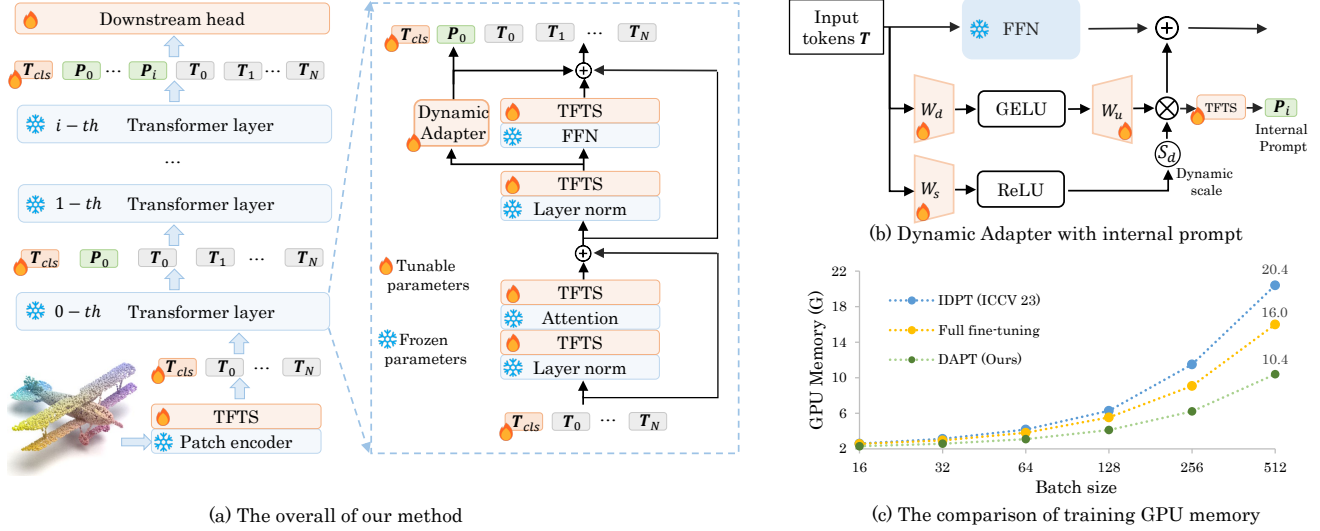 Downstream head
T_cls P_0 ... P_i T_0 T_1 ... T_N
i-th Transformer layer
...
1-th Transformer layer
T_cls P_0 T_0 T_1 ... T_N
0-th Transformer layer
T_cls T_0 ... T_N
TFTS
Patch encoder
T_cls P_0 T_0 T_1 ... T_N
Dynamic
Adapter
TFTS
FFN
TFTS
Layer norm
Tunable
parameters
TFTS
Attention
Frozen
parameters
TFTS
Layer norm
T_cls T_0 ... T_N
(a) The overall of our method
Input
tokens T
FFN
W_d GELU W_u TFTS P_i
Internal
Prompt
S_d
Dynamic
scale
W_s ReLU
(b) Dynamic Adapter with internal prompt
GPU Memory (G)
22
18
14
10
6
2
IDPT (ICCV 23)
Full fine-tuning
DAPT (Ours)
20.4
16.0
10.4
16 32 64 128 256 512
Batch size
(c) The comparison of training GPU memory